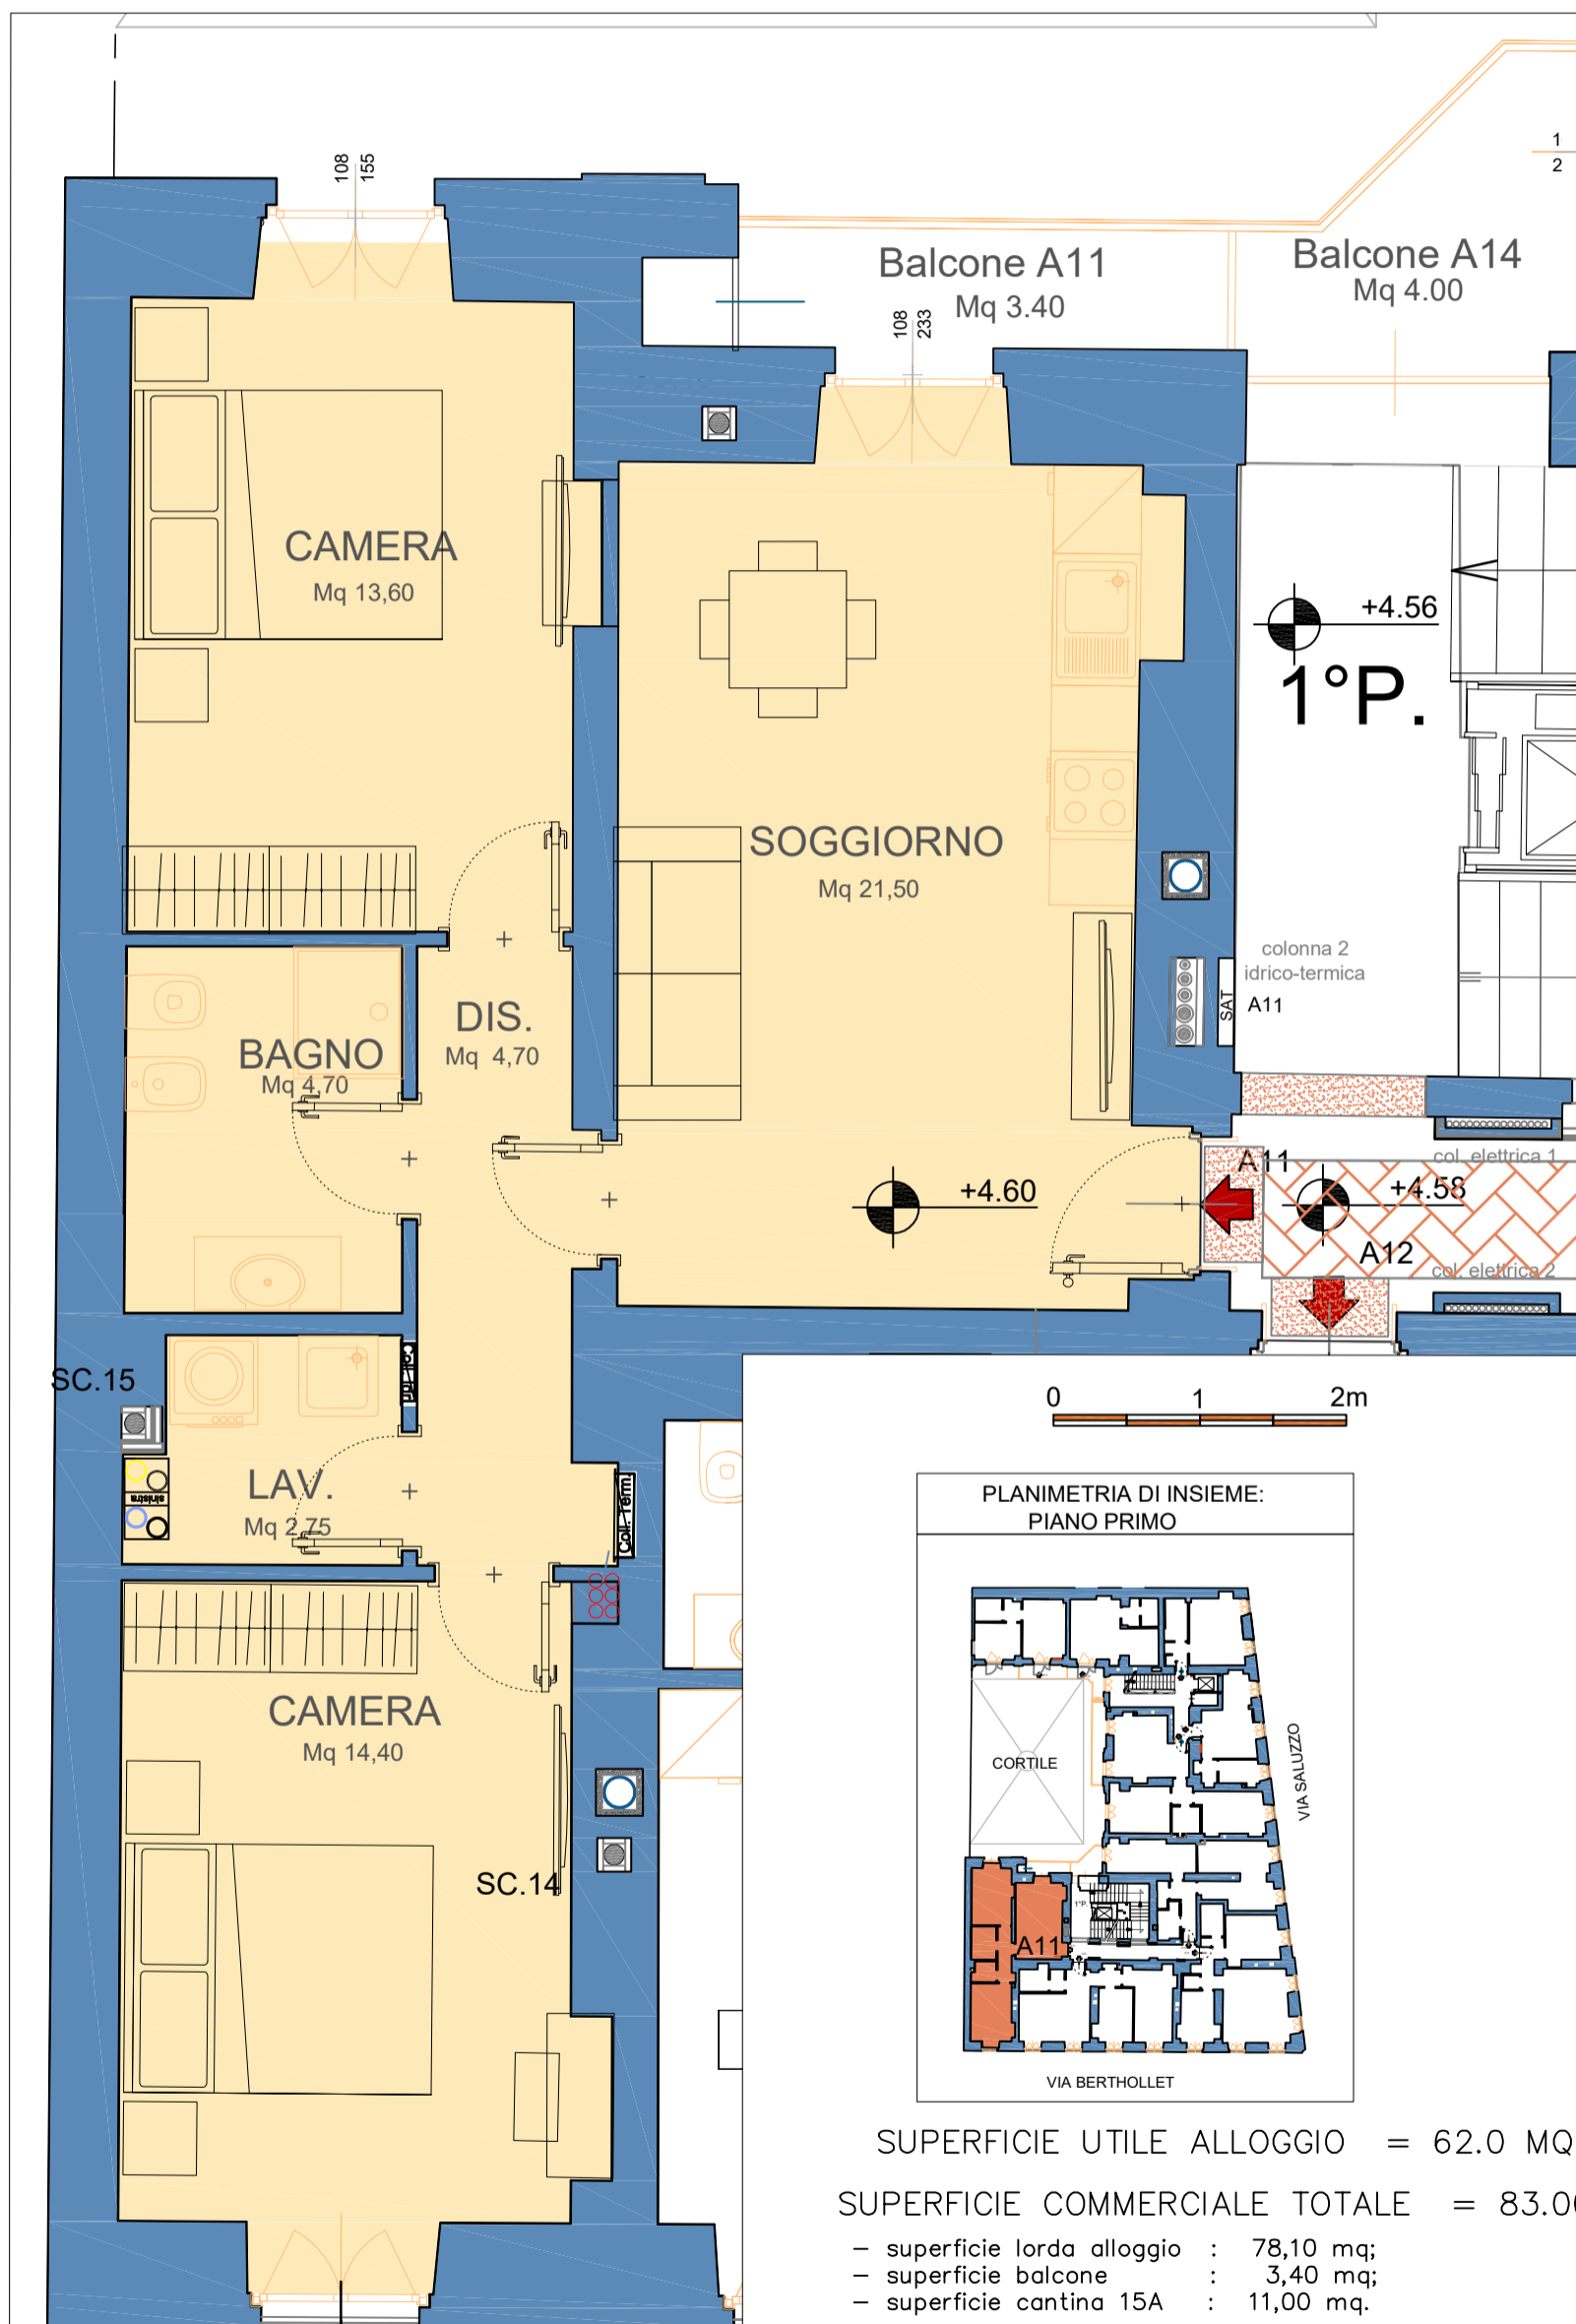 108
155
1
2
Balcone A11
Mq 3.40
Balcone A14
Mq 4.00
108
233
CAMERA
Mq 13,60
+4.56
1°P.
SOGGIORNO
Mq 21,50
colonna 2
idrico-termica
SAT
A11
DIS.
Mq 4,70
BAGNO
Mq 4,70
A11
col. elettrica 1
+4.60
+4.58
A12
col. elettrica 2
SC.15
sinistra
LAV.
Mq 2,75
Coll. Term.
0 1 2m
PLANIMETRIA DI INSIEME:
PIANO PRIMO
CORTILE
VIA SALUZZO
1°P.
A11
VIA BERTHOLLET
CAMERA
Mq 14,40
SC.14
SUPERFICIE UTILE ALLOGGIO = 62.0 MQ
SUPERFICIE COMMERCIALE TOTALE = 83.00
– superficie lorda alloggio : 78,10 mq;
– superficie balcone : 3,40 mq;
– superficie cantina 15A : 11,00 mq.